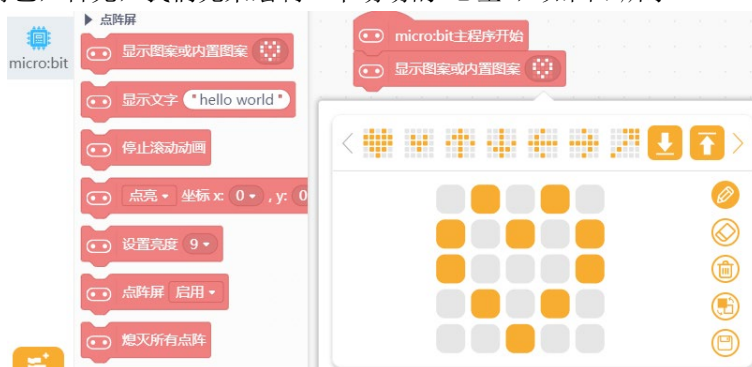 点阵屏
micro:bit
显示图案或内置图案
显示文字 "hello world"
停止滚动动画
点亮 坐标 x: 0 , y: 0
设置亮度 9
点阵屏 启用
熄灭所有点阵
micro:bit主程序开始
显示图案或内置图案